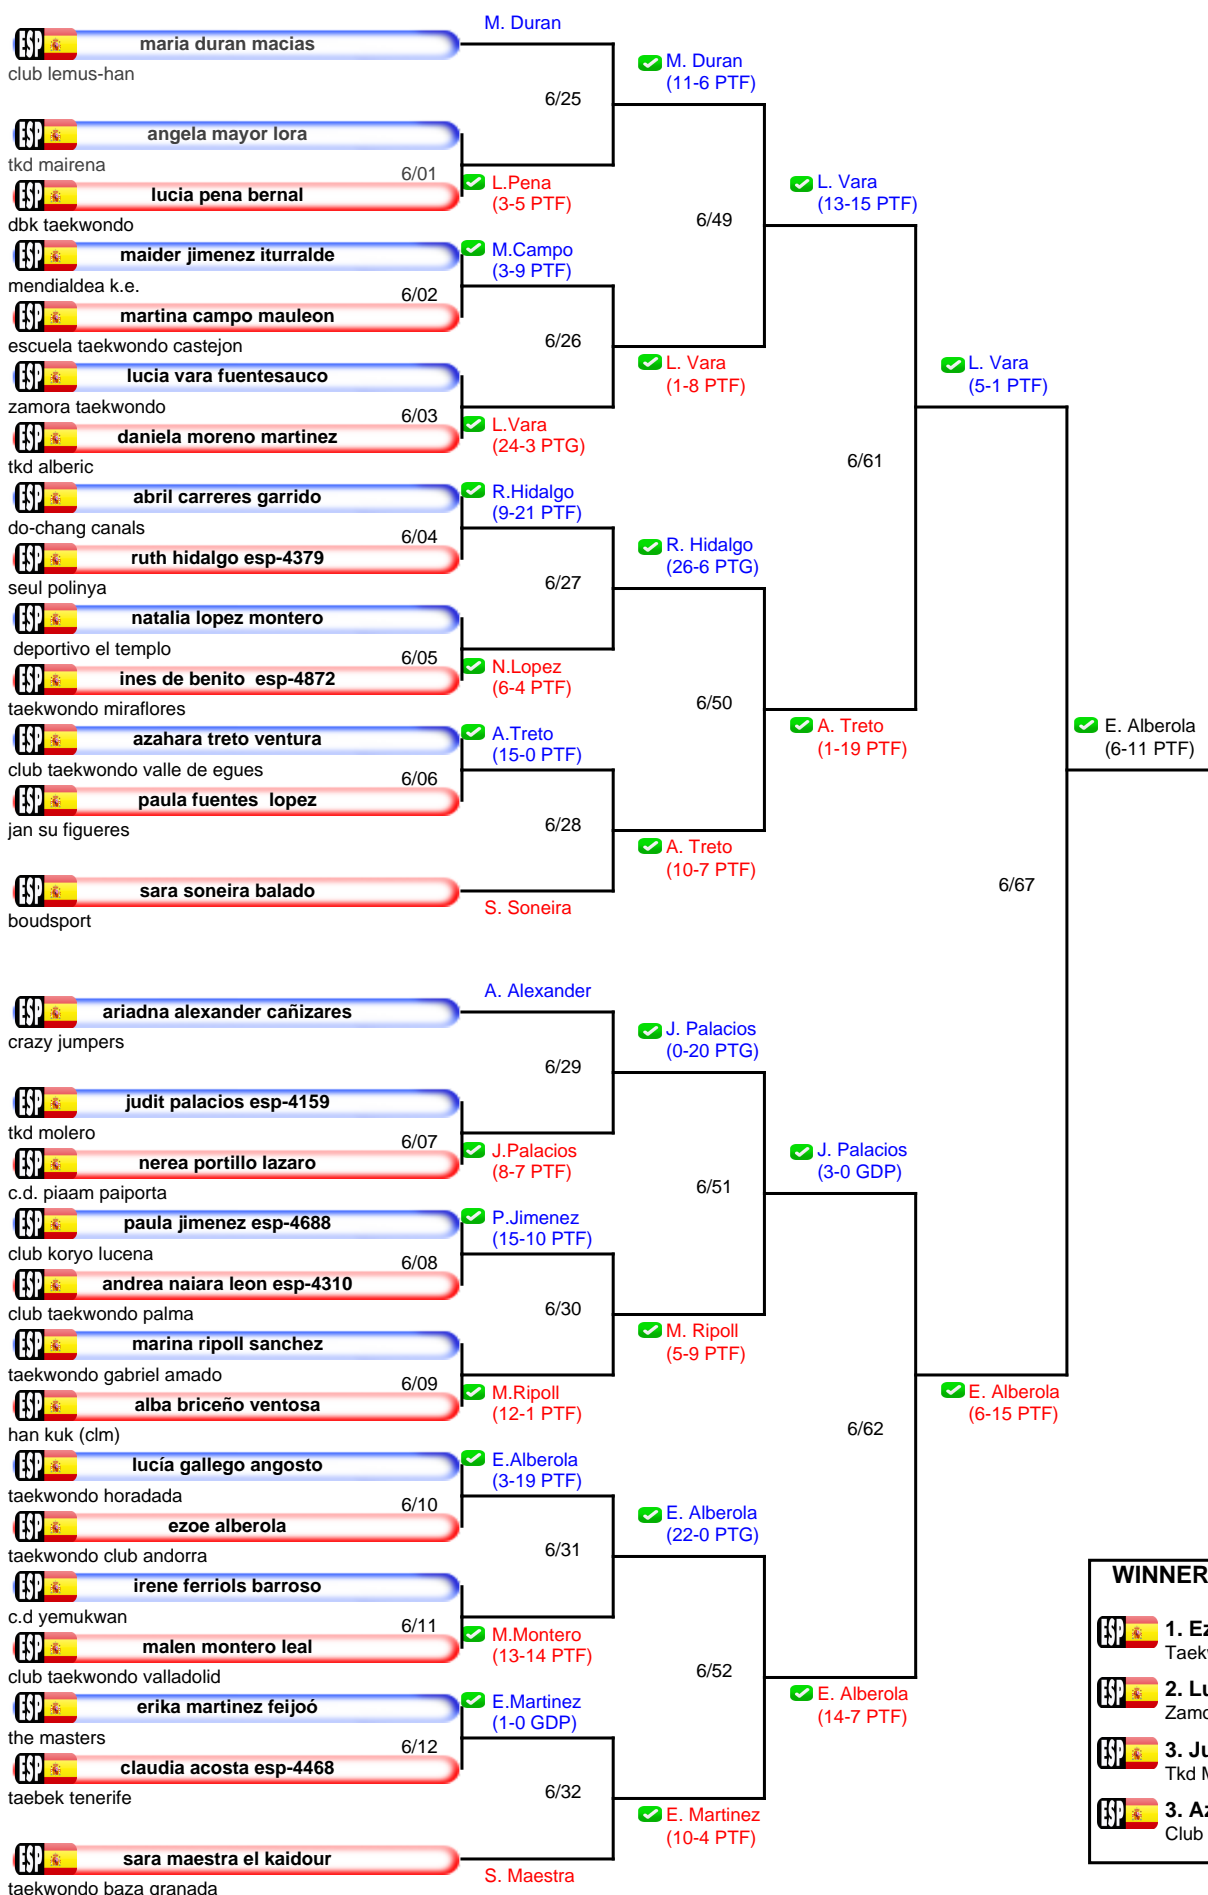 M. Duran
ESP maria duran macias
club lemus-han
M. Duran
(11-6 PTF)
6/25
ESP angela mayor lora
tkd mairena
6/01
L.Pena
(3-5 PTF)
ESP lucia pena bernal
dbk taekwondo
L. Vara
(13-15 PTF)
6/49
ESP maider jimenez iturralde
mendialdea k.e.
M.Campo
(3-9 PTF)
6/02
ESP martina campo mauleon
escuela taekwondo castejon
6/26
L. Vara
(1-8 PTF)
ESP lucia vara fuentesauco
zamora taekwondo
6/03
L.Vara
(24-3 PTG)
ESP daniela moreno martinez
tkd alberic
L. Vara
(5-1 PTF)
6/61
ESP abril carreres garrido
do-chang canals
R.Hidalgo
(9-21 PTF)
6/04
ESP ruth hidalgo esp-4379
seul polinya
R. Hidalgo
(26-6 PTG)
6/27
ESP natalia lopez montero
deportivo el templo
6/05
N.Lopez
(6-4 PTF)
ESP ines de benito esp-4872
taekwondo miraflores
6/50
A. Treto
(1-19 PTF)
E. Alberola
(6-11 PTF)
ESP azahara treto ventura
club taekwondo valle de egues
A.Treto
(15-0 PTF)
6/06
ESP paula fuentes lopez
jan su figueres
6/28
A. Treto
(10-7 PTF)
ESP sara soneira balado
boudsport
S. Soneira
6/67
A. Alexander
ESP ariadna alexander cañizares
crazy jumpers
J. Palacios
(0-20 PTG)
6/29
ESP judit palacios esp-4159
tkd molero
6/07
J.Palacios
(8-7 PTF)
ESP nerea portillo lazaro
c.d. piaam paiporta
J. Palacios
(3-0 GDP)
6/51
ESP paula jimenez esp-4688
club koryo lucena
P.Jimenez
(15-10 PTF)
6/08
ESP andrea naiara leon esp-4310
club taekwondo palma
6/30
M. Ripoll
(5-9 PTF)
ESP marina ripoll sanchez
taekwondo gabriel amado
6/09
M.Ripoll
(12-1 PTF)
ESP alba briceño ventosa
han kuk (clm)
E. Alberola
(6-15 PTF)
6/62
ESP lucía gallego angosto
taekwondo horadada
E.Alberola
(3-19 PTF)
6/10
ESP ezoe alberola
taekwondo club andorra
E. Alberola
(22-0 PTG)
6/31
ESP irene ferriols barroso
c.d yemukwan
6/11
M.Montero
(13-14 PTF)
ESP malen montero leal
club taekwondo valladolid
6/52
E. Alberola
(14-7 PTF)
ESP erika martinez feijoó
the masters
E.Martinez
(1-0 GDP)
6/12
ESP claudia acosta esp-4468
taebek tenerife
6/32
E. Martinez
(10-4 PTF)
ESP sara maestra el kaidour
taekwondo baza granada
S. Maestra
WINNER
ESP 1. Ez
Taekw
ESP 2. Lu
Zamo
ESP 3. Ju
Tkd M
ESP 3. Az
Club